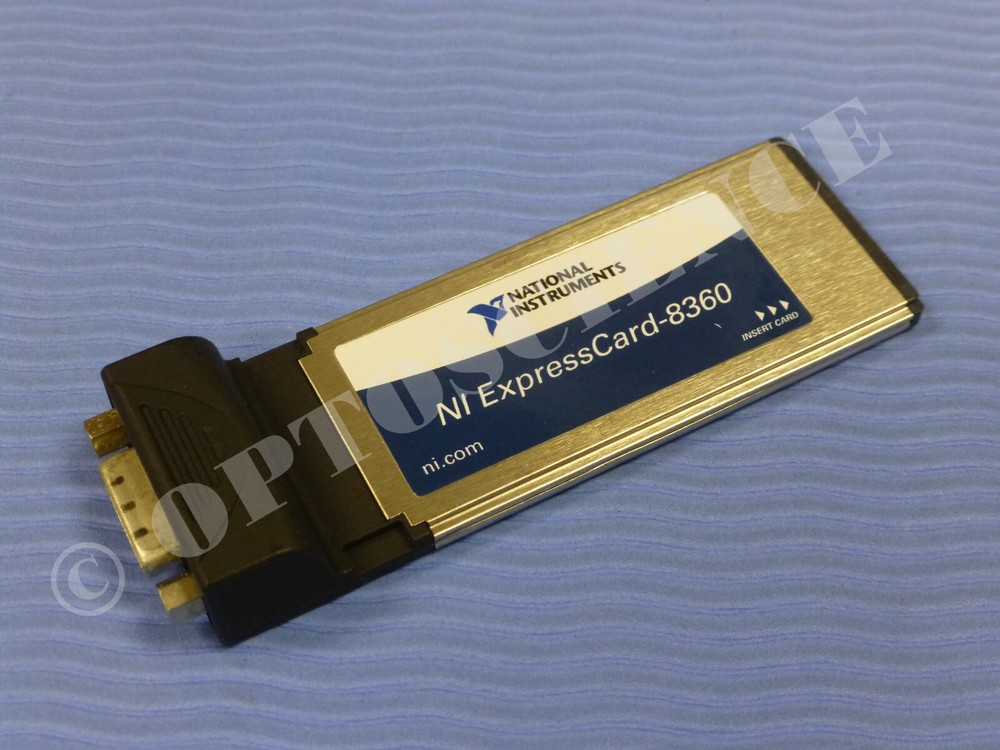 NATIONAL
INSTRUMENTS
NI ExpressCard-8360
ni.com
INSERT CARD
© OPTOSCIENCE